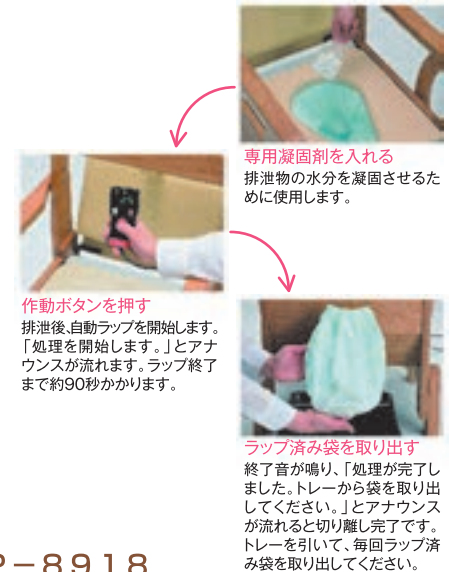 専用凝固剤を入れる
排泄物の水分を凝固させるた
めに使用します。
作動ボタンを押す
排泄後、自動ラップを開始します。
「処理を開始します。」とアナ
ウンスが流れます。ラップ終了
まで約90秒かかります。
ラップ済み袋を取り出す
終了音が鳴り、「処理が完了し
ました。トレーから袋を取り出
してください。」とアナウンス
が流れると切り離し完了です。
トレーを引いて、毎回ラップ済
み袋を取り出してください。
－8918